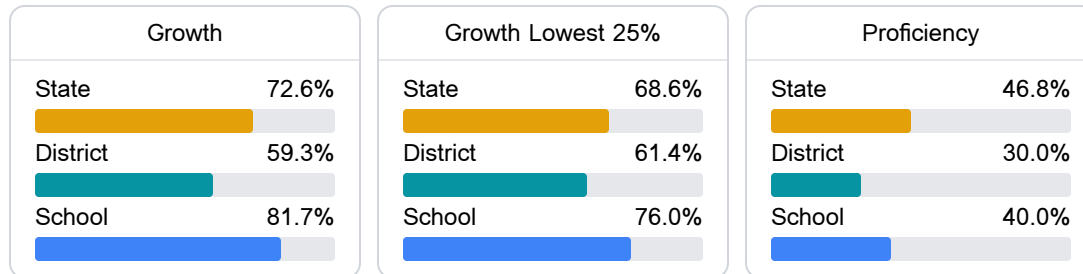 Growth
State 72.6%
District 59.3%
School 81.7%
Growth Lowest 25%
State 68.6%
District 61.4%
School 76.0%
Proficiency
State 46.8%
District 30.0%
School 40.0%